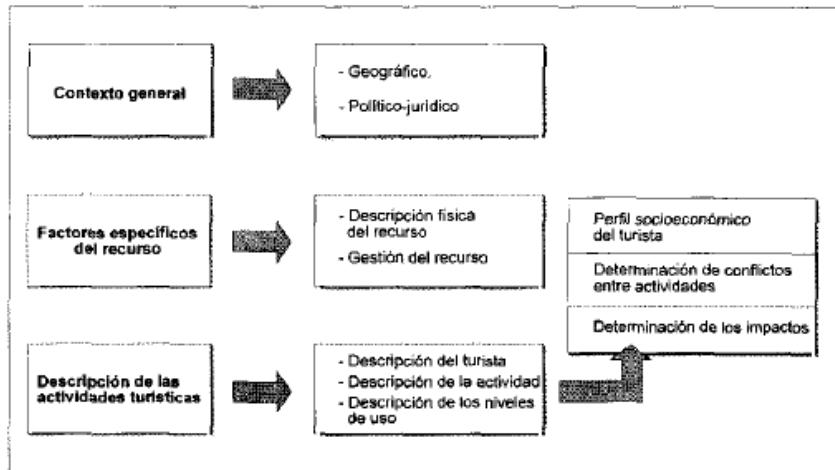 Contexto general
- Geográfico,
- Político-jurídico
Factores específicos
del recurso
- Descripción física
del recurso
- Gestión del recurso
Perfil socioeconómico
del turista
Determinación de conflictos
entre actividades
Determinación de los impactos
Descripción de las
actividades turísticas
- Descripción del turista
- Descripción de la actividad
- Descripción de los niveles
de uso